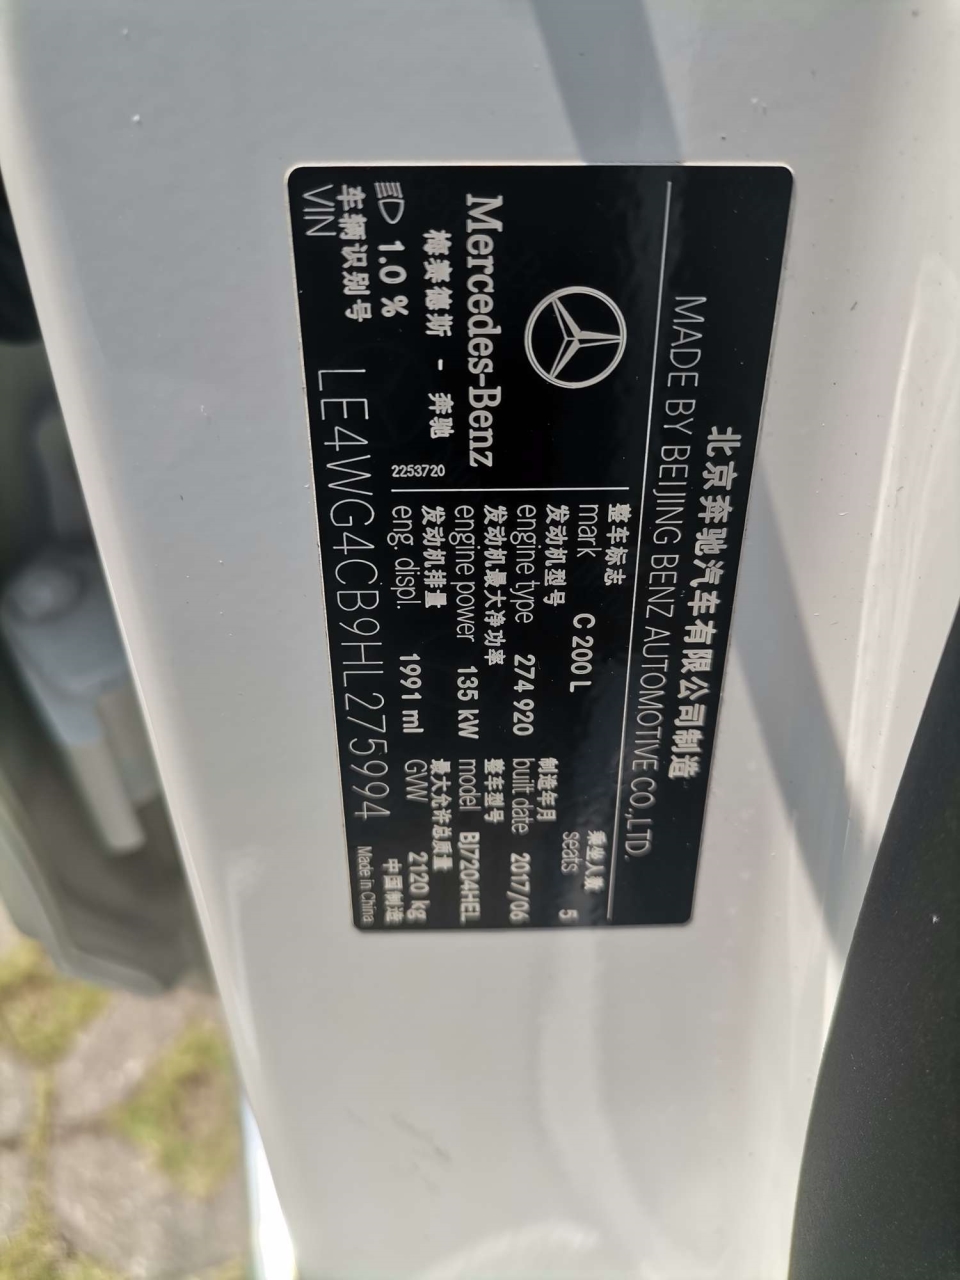 北京奔驰汽车有限公司制造
MADE BY BEIJING BENZ AUTOMOTIVE CO.,LTD.
Mercedes-Benz
梅赛德斯 - 奔驰
1.0 %
2253720
整车标志
mark C 200 L
乘坐人数
seats 5
发动机型号
engine type 274 920
制造年月
built date 2017/06
发动机最大净功率
engine power 135 kW
整车型号
model BJ7204HEL
发动机排量
eng. displ. 1991 ml
最大允许总质量
GVW 2120 kg
车辆识别号
VIN LE4WG4CB9HL275994
中国制造
Made in China